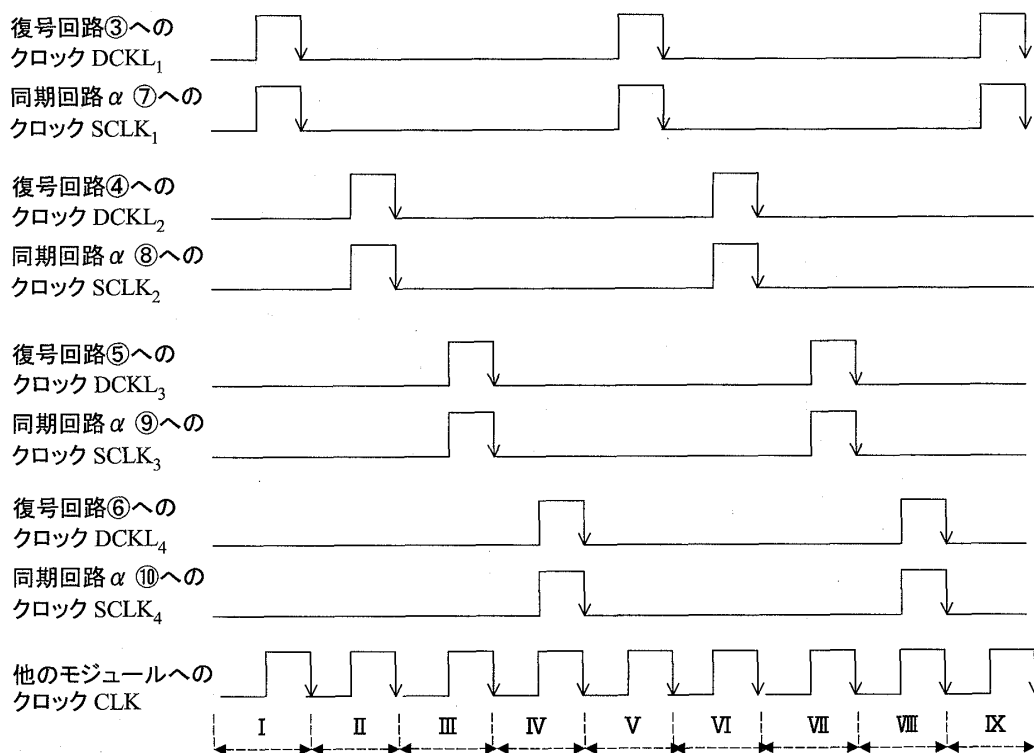 復号回路③への
クロック DCKL₁
同期回路α ⑦への
クロック SCLK₁
復号回路④への
クロック DCKL₂
同期回路α ⑧への
クロック SCLK₂
復号回路⑤への
クロック DCKL₃
同期回路α ⑨への
クロック SCLK₃
復号回路⑥への
クロック DCKL₄
同期回路α ⑩への
クロック SCLK₄
他のモジュールへの
クロック CLK
Ⅰ Ⅱ Ⅲ Ⅳ Ⅴ Ⅵ Ⅶ Ⅷ Ⅸ